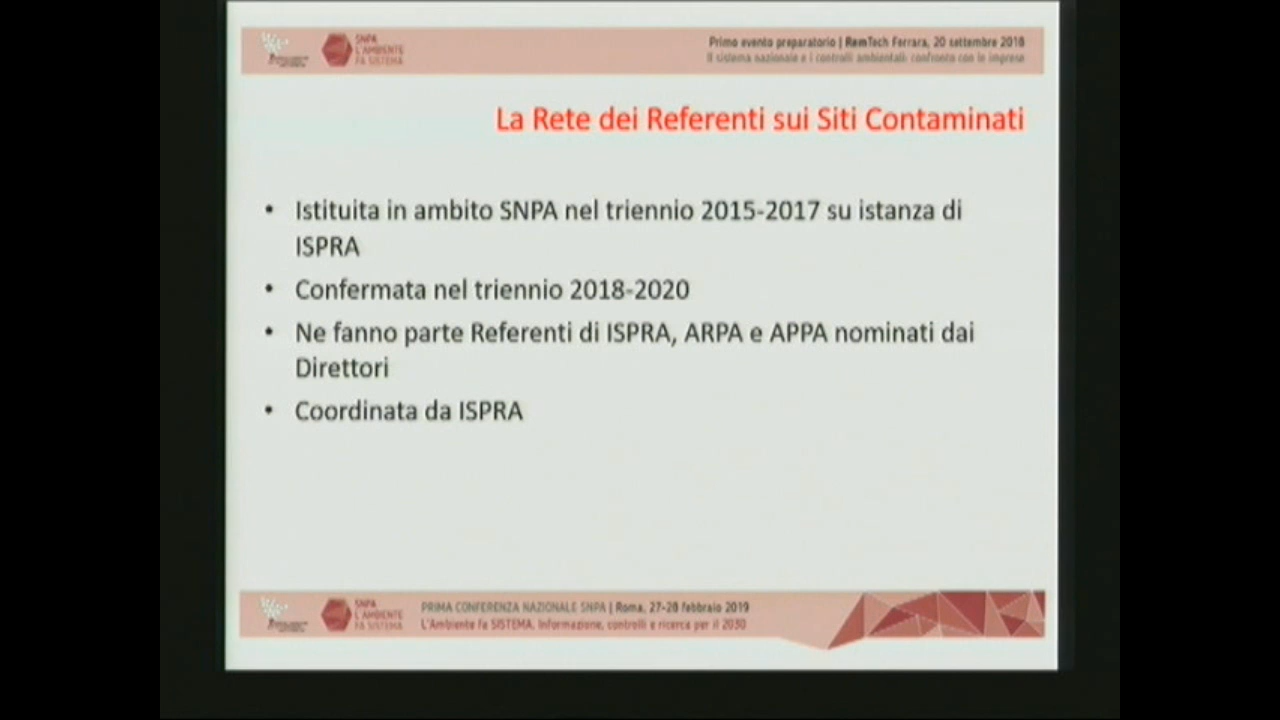 SNPA
L'AMBIENTE
FA SISTEMA
Primo evento preparatorio | RemTech Ferrara, 20 settembre 2018
Il sistema nazionale e i controlli ambientali: confronto con le imprese
La Rete dei Referenti sui Siti Contaminati
• Istituita in ambito SNPA nel triennio 2015-2017 su istanza di
ISPRA
• Confermata nel triennio 2018-2020
• Ne fanno parte Referenti di ISPRA, ARPA e APPA nominati dai
Direttori
• Coordinata da ISPRA
SNPA
L'AMBIENTE
FA SISTEMA
PRIMA CONFERENZA NAZIONALE SNPA | Roma, 27-28 febbraio 2019
L'Ambiente fa SISTEMA. Informazione, controlli e ricerca per il 2030